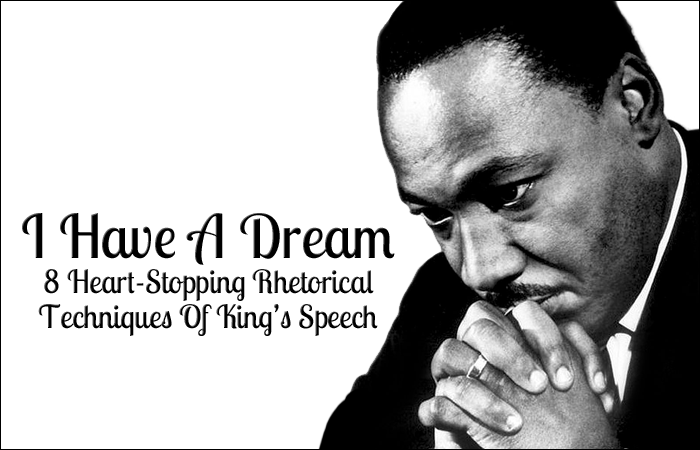 I Have A Dream
8 Heart-Stopping Rhetorical
Techniques Of King's Speech